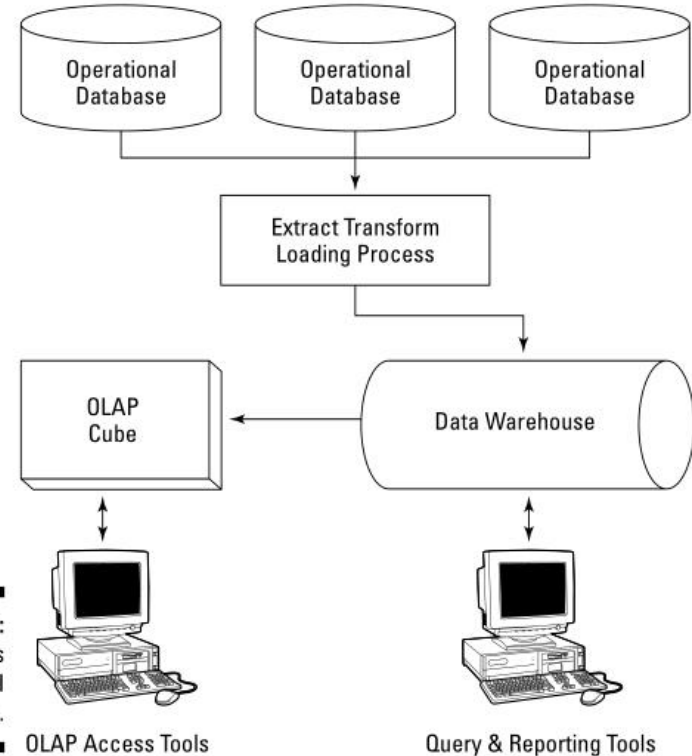 Operational
Database
Operational
Database
Operational
Database
Extract Transform
Loading Process
OLAP
Cube
Data Warehouse
OLAP Access Tools
Query & Reporting Tools